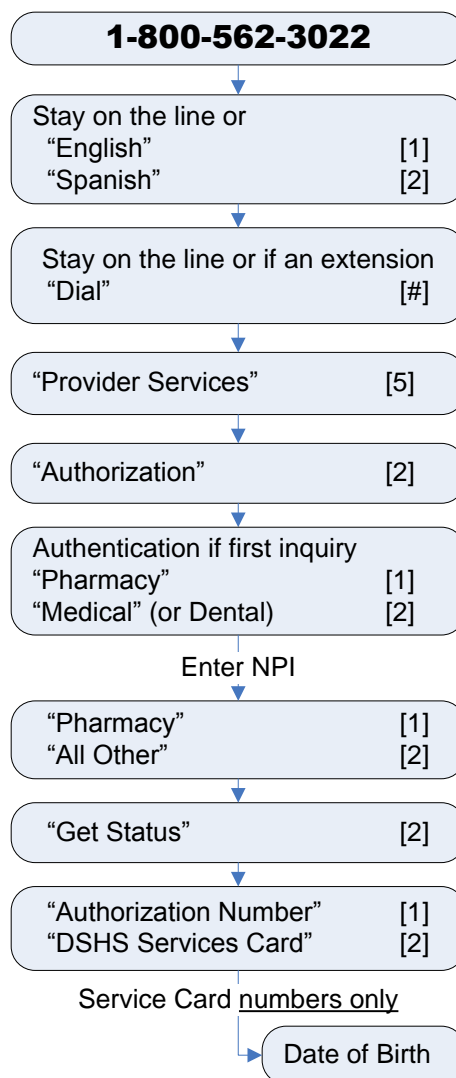 1-800-562-3022
Stay on the line or
“English” [1]
“Spanish” [2]
Stay on the line or if an extension
“Dial” [#]
“Provider Services” [5]
“Authorization” [2]
Authentication if first inquiry
“Pharmacy” [1]
“Medical” (or Dental) [2]
Enter NPI
“Pharmacy” [1]
“All Other” [2]
“Get Status” [2]
“Authorization Number” [1]
“DSHS Services Card” [2]
Service Card numbers only
Date of Birth